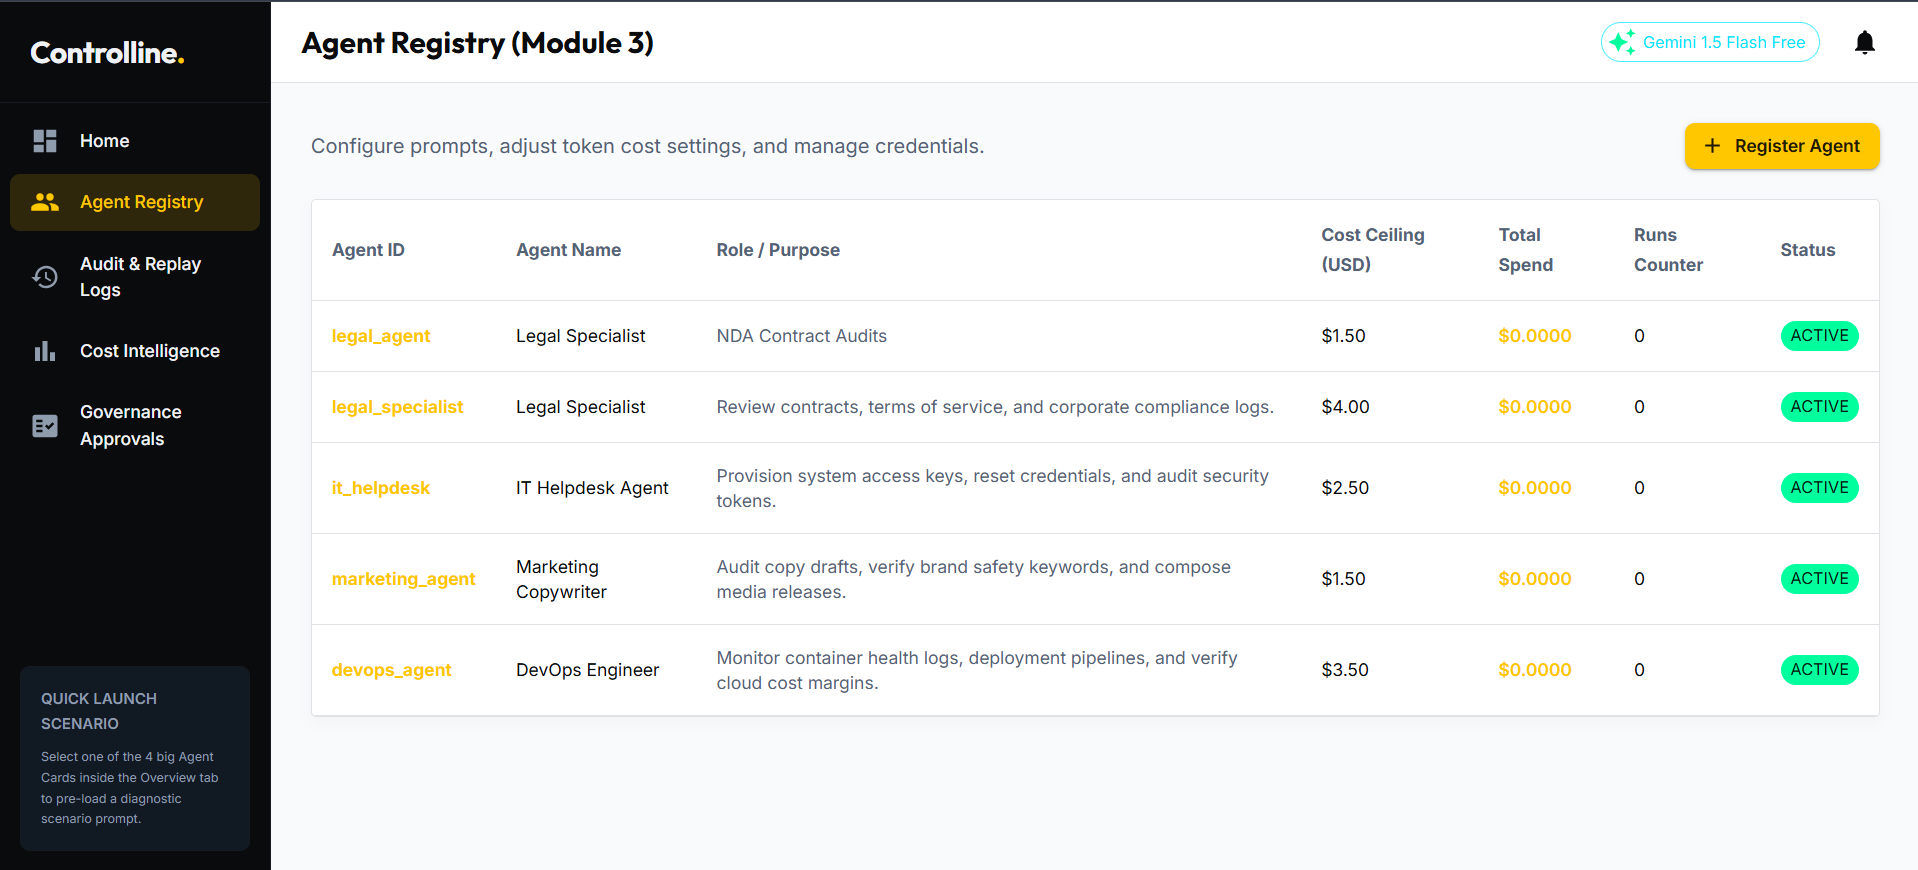 Controlline.
Home
Agent Registry
Audit & Replay
Logs
Cost Intelligence
Governance
Approvals
QUICK LAUNCH
SCENARIO
Select one of the 4 big Agent
Cards inside the Overview tab
to pre-load a diagnostic
scenario prompt.
Agent Registry (Module 3)
Gemini 1.5 Flash Free
Configure prompts, adjust token cost settings, and manage credentials.
+ Register Agent
Agent ID Agent Name Role / Purpose Cost Ceiling (USD) Total Spend Runs Counter Status
legal_agent Legal Specialist NDA Contract Audits $1.50 $0.0000 0 ACTIVE
legal_specialist Legal Specialist Review contracts, terms of service, and corporate compliance logs. $4.00 $0.0000 0 ACTIVE
it_helpdesk IT Helpdesk Agent Provision system access keys, reset credentials, and audit security tokens. $2.50 $0.0000 0 ACTIVE
marketing_agent Marketing Copywriter Audit copy drafts, verify brand safety keywords, and compose media releases. $1.50 $0.0000 0 ACTIVE
devops_agent DevOps Engineer Monitor container health logs, deployment pipelines, and verify cloud cost margins. $3.50 $0.0000 0 ACTIVE